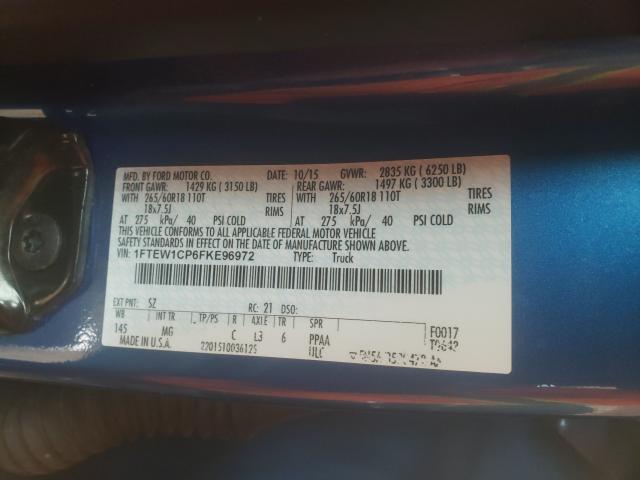 MFD. BY FORD MOTOR CO. DATE: 10/15 GVWR: 2835 KG ( 6250 LB)
FRONT GAWR: 1429 KG ( 3150 LB) REAR GAWR: 1497 KG ( 3300 LB)
WITH 265/60R18 110T TIRES WITH 265/60R18 110T TIRES
18x7.5J RIMS 18x7.5J RIMS
AT 275 kPa/ 40 PSI COLD AT 275 kPa/ 40 PSI COLD
THIS VEHICLE CONFORMS TO ALL APPLICABLE FEDERAL MOTOR VEHICLE
SAFETY STANDARDS IN EFFECT ON THE DATE OF MANUFACTURE SHOWN ABOVE.
VIN: 1FTEW1CP6FKE96972 TYPE: Truck
EXT PNT: SZ RC: 21 DSO:
WB INT TR TP/PS R AXLE TR SPR
145 MG C L3 6 PPAA F0017
MADE IN U.S.A. 2201510036125 ULC T0642